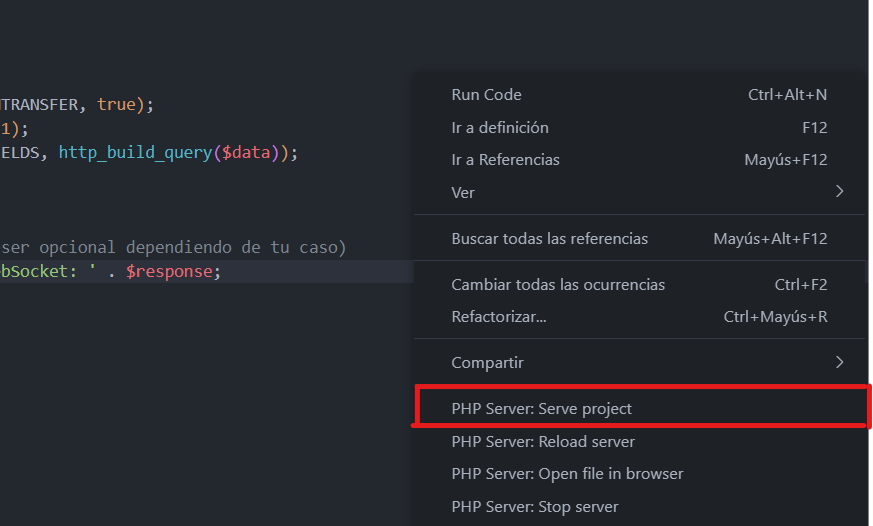 NTRANSFER, true);
1);
IELDS, http_build_query($data));
ser opcional dependiendo de tu caso)
ebSocket: ' . $response;
Run Code Ctrl+Alt+N
Ir a definición F12
Ir a Referencias Mayús+F12
Ver
Buscar todas las referencias Mayús+Alt+F12
Cambiar todas las ocurrencias Ctrl+F2
Refactorizar... Ctrl+Mayús+R
Compartir
PHP Server: Serve project
PHP Server: Reload server
PHP Server: Open file in browser
PHP Server: Stop server